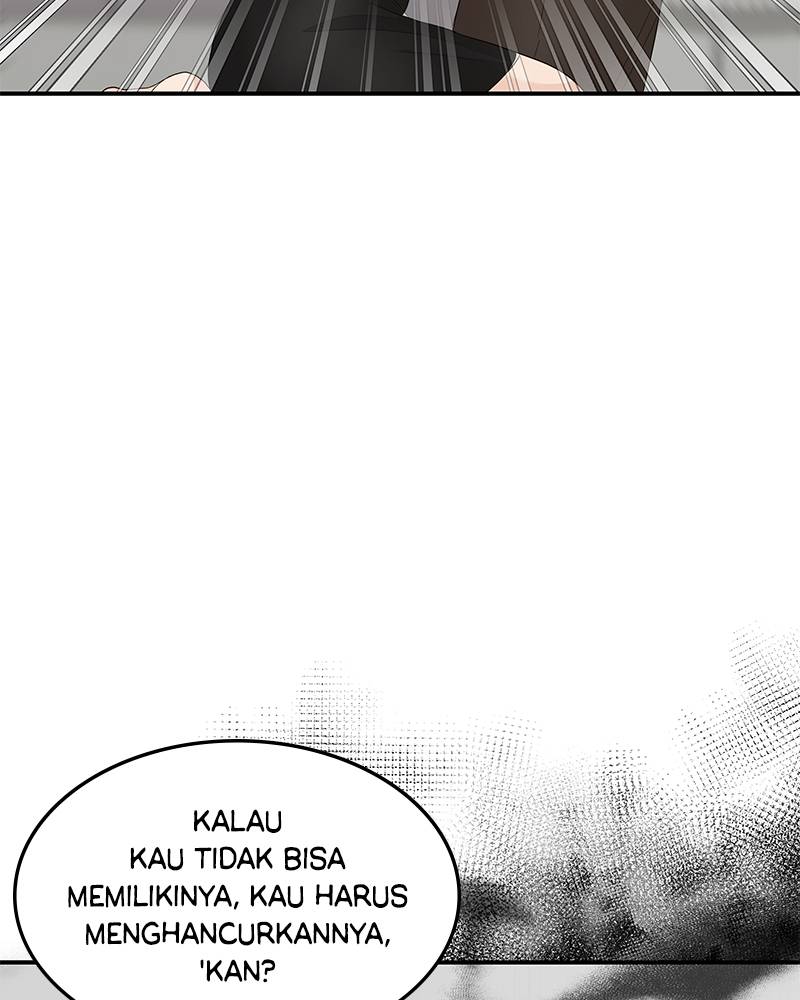 KALAU
KAU TIDAK BISA
MEMILIKINYA, KAU HARUS
MENGHANCURKANNYA,
'KAN?